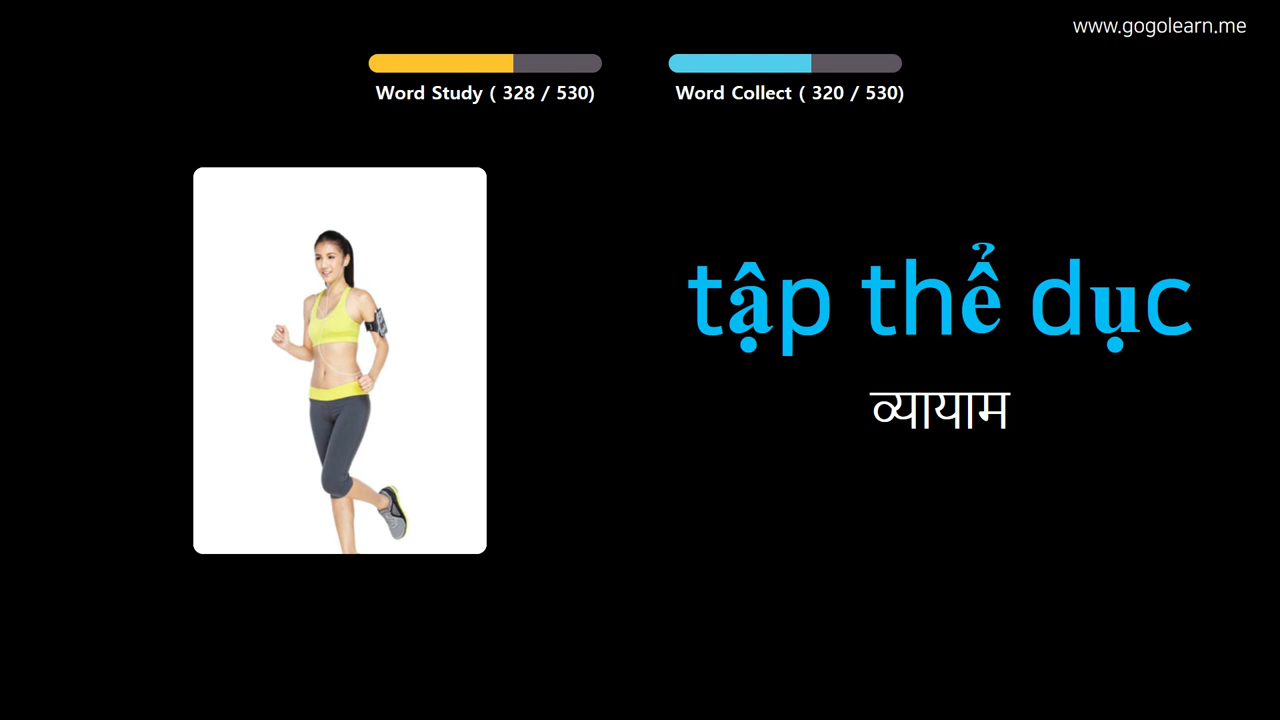 www.gogolearn.me
Word Study ( 328 / 530)
Word Collect ( 320 / 530)
tập thể dục
व्यायाम